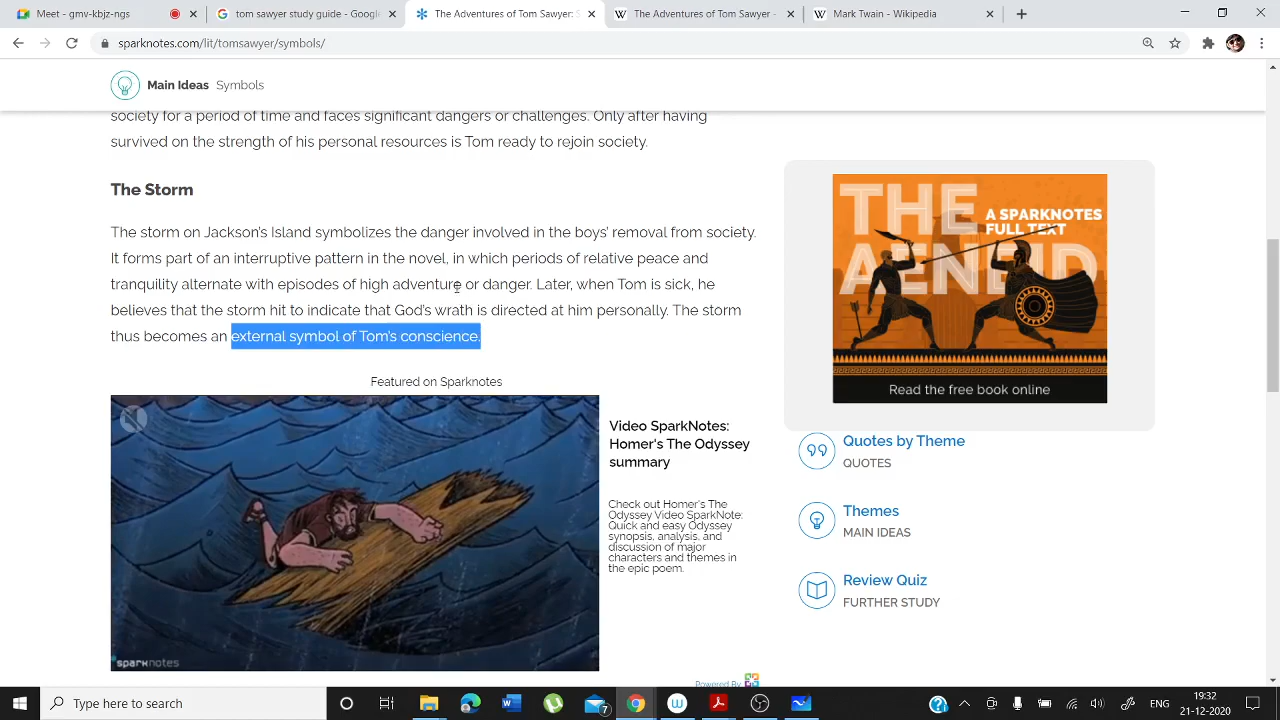 Meet - gmv-kxmz-
tom sawyer study guide - Google
The Adventures of Tom Sawyer: S
The Adventures of Tom Sawyer -
Mark Twain - Wikipedia
sparknotes.com/lit/tomsawyer/symbols/
Main Ideas Symbols
society for a period of time and faces significant dangers or challenges. Only after having
survived on the strength of his personal resources is Tom ready to rejoin society.
The Storm
The storm on Jackson's Island symbolizes the danger involved in the boys' removal from society.
It forms part of an interruptive pattern in the novel, in which periods of relative peace and
tranquility alternate with episodes of high adventure or danger. Later, when Tom is sick, he
believes that the storm hit to indicate that God's wrath is directed at him personally. The storm
thus becomes an external symbol of Tom's conscience.
Featured on Sparknotes
Video SparkNotes:
Homer's The Odyssey
summary
Check out Homer's The
Odyssey Video SparkNote:
Quick and easy Odyssey
synopsis, analysis, and
discussion of major
characters and themes in
the epic poem.
sparknotes
Powered By
THE
AENEID
A SPARKNOTES
FULL TEXT
Read the free book online
Quotes by Theme
QUOTES
Themes
MAIN IDEAS
Review Quiz
FURTHER STUDY
Type here to search
7
ENG
19:32
21-12-2020